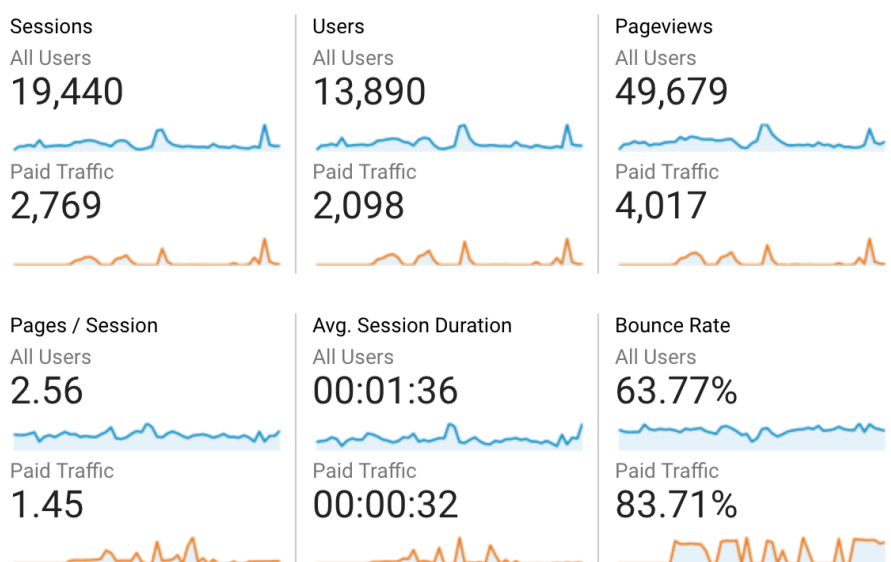 Sessions
All Users
19,440
Paid Traffic
2,769
Users
All Users
13,890
Paid Traffic
2,098
Pageviews
All Users
49,679
Paid Traffic
4,017
Pages / Session
All Users
2.56
Paid Traffic
1.45
Avg. Session Duration
All Users
00:01:36
Paid Traffic
00:00:32
Bounce Rate
All Users
63.77%
Paid Traffic
83.71%